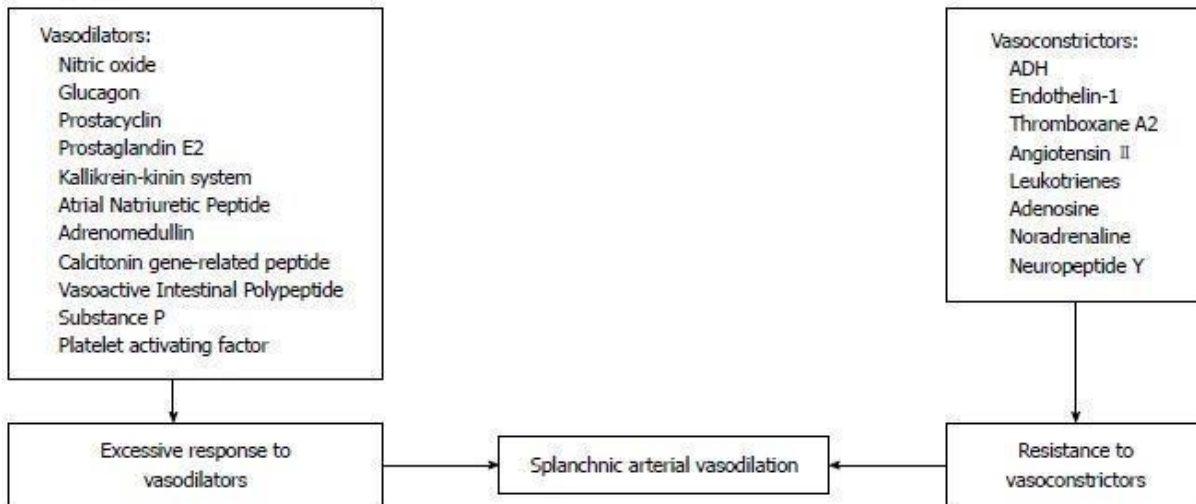 Vasodilators:
Nitric oxide
Glucagon
Prostacyclin
Prostaglandin E2
Kallikrein-kinin system
Atrial Natriuretic Peptide
Adrenomedullin
Calcitonin gene-related peptide
Vasoactive Intestinal Polypeptide
Substance P
Platelet activating factor
Vasoconstrictors:
ADH
Endothelin-1
Thromboxane A2
Angiotensin Ⅱ
Leukotrienes
Adenosine
Noradrenaline
Neuropeptide Y
Excessive response to
vasodilators
Splanchnic arterial vasodilation
Resistance to
vasoconstrictors